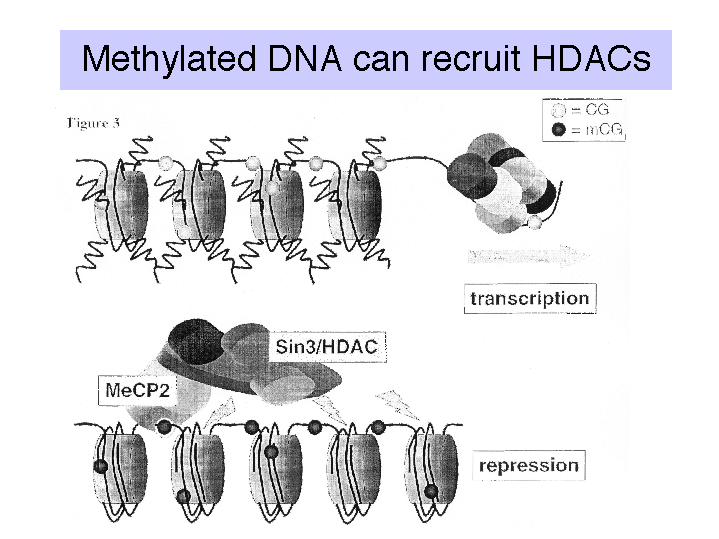 Methylated DNA can recruit HDACs
Figure 3
= CG
= mCG
transcription
Sin3/HDAC
MeCP2
repression